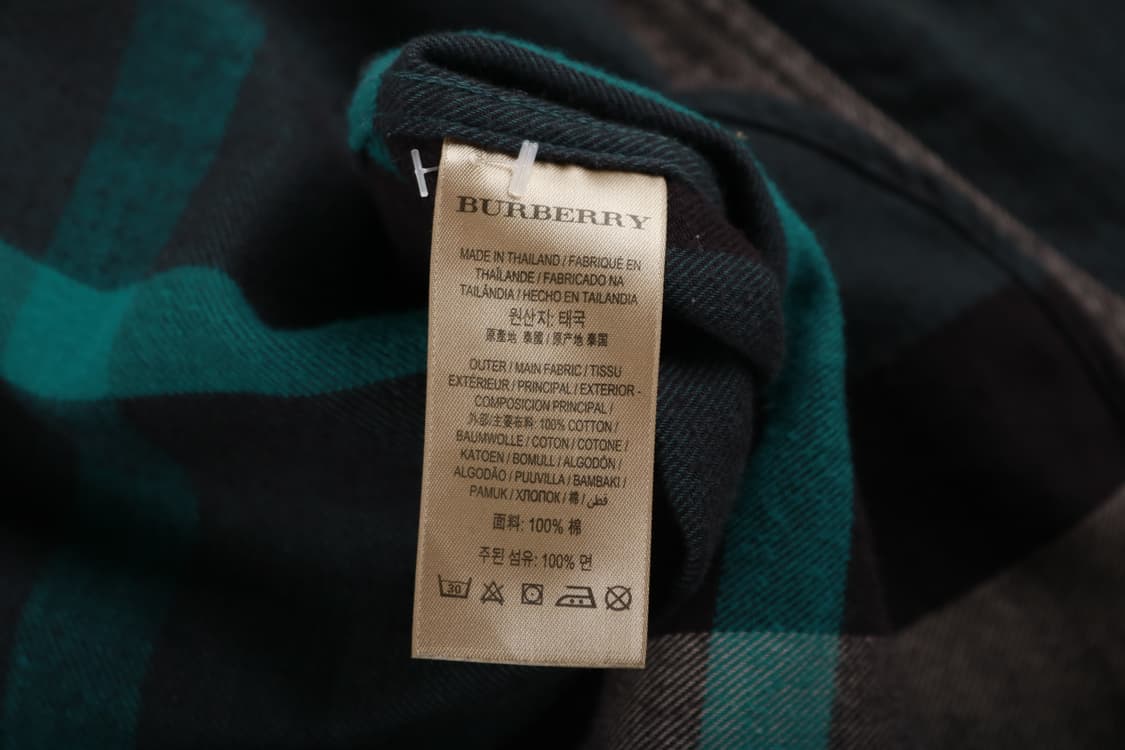 BURBERRY
MADE IN THAILAND / FABRIQUÉ EN
THAÏLANDE / FABRICADO NA
TAILÂNDIA / HECHO EN TAILANDIA
원산지: 태국
原產地 泰國 / 原产地 泰国
OUTER / MAIN FABRIC / TISSU
EXTÉRIEUR / PRINCIPAL / EXTERIOR -
COMPOSICIÓN PRINCIPAL /
外部/主要布料: 100% COTTON /
BAUMWOLLE / COTON / COTONE /
KATOEN / BOMULL / ALGODÓN /
ALGODÃO / PUUVILLA / BAMBAKI /
PAMUK / ХЛОПОК / 棉 / قطن
面料: 100% 棉
주된 섬유: 100% 면
30